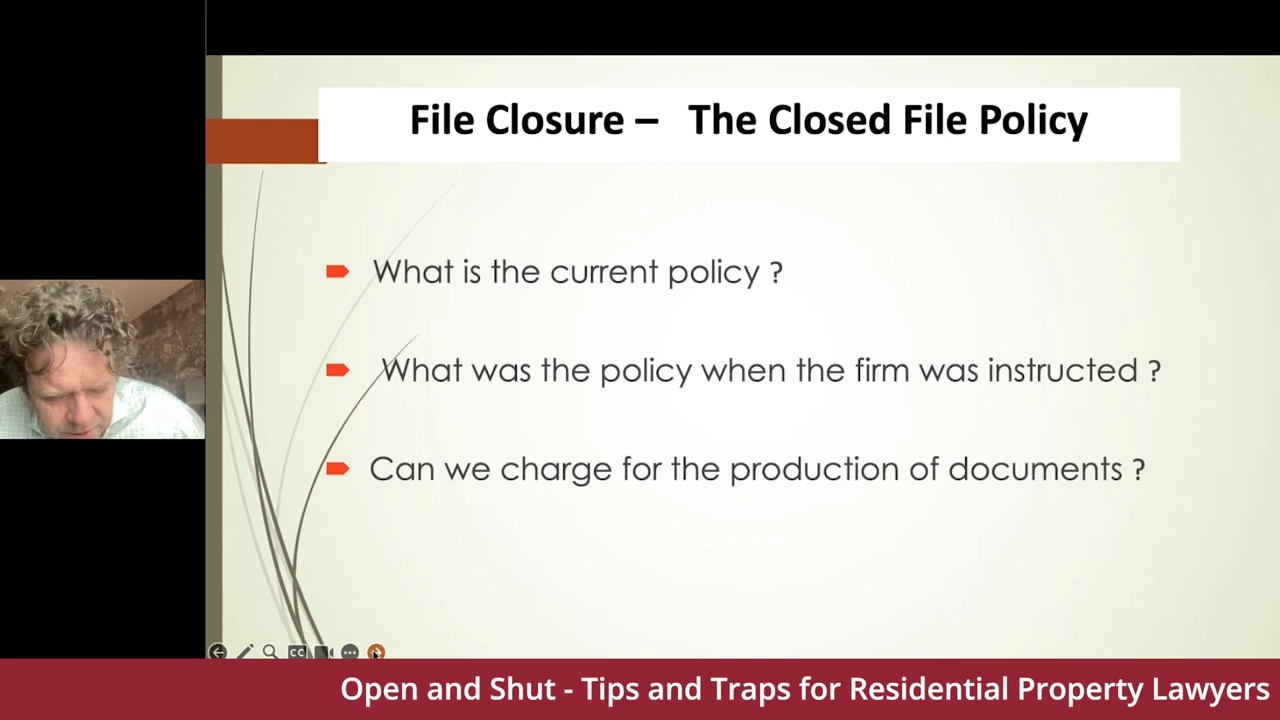 File Closure – The Closed File Policy
What is the current policy ?
What was the policy when the firm was instructed ?
Can we charge for the production of documents ?
CC
Open and Shut - Tips and Traps for Residential Property Lawyers